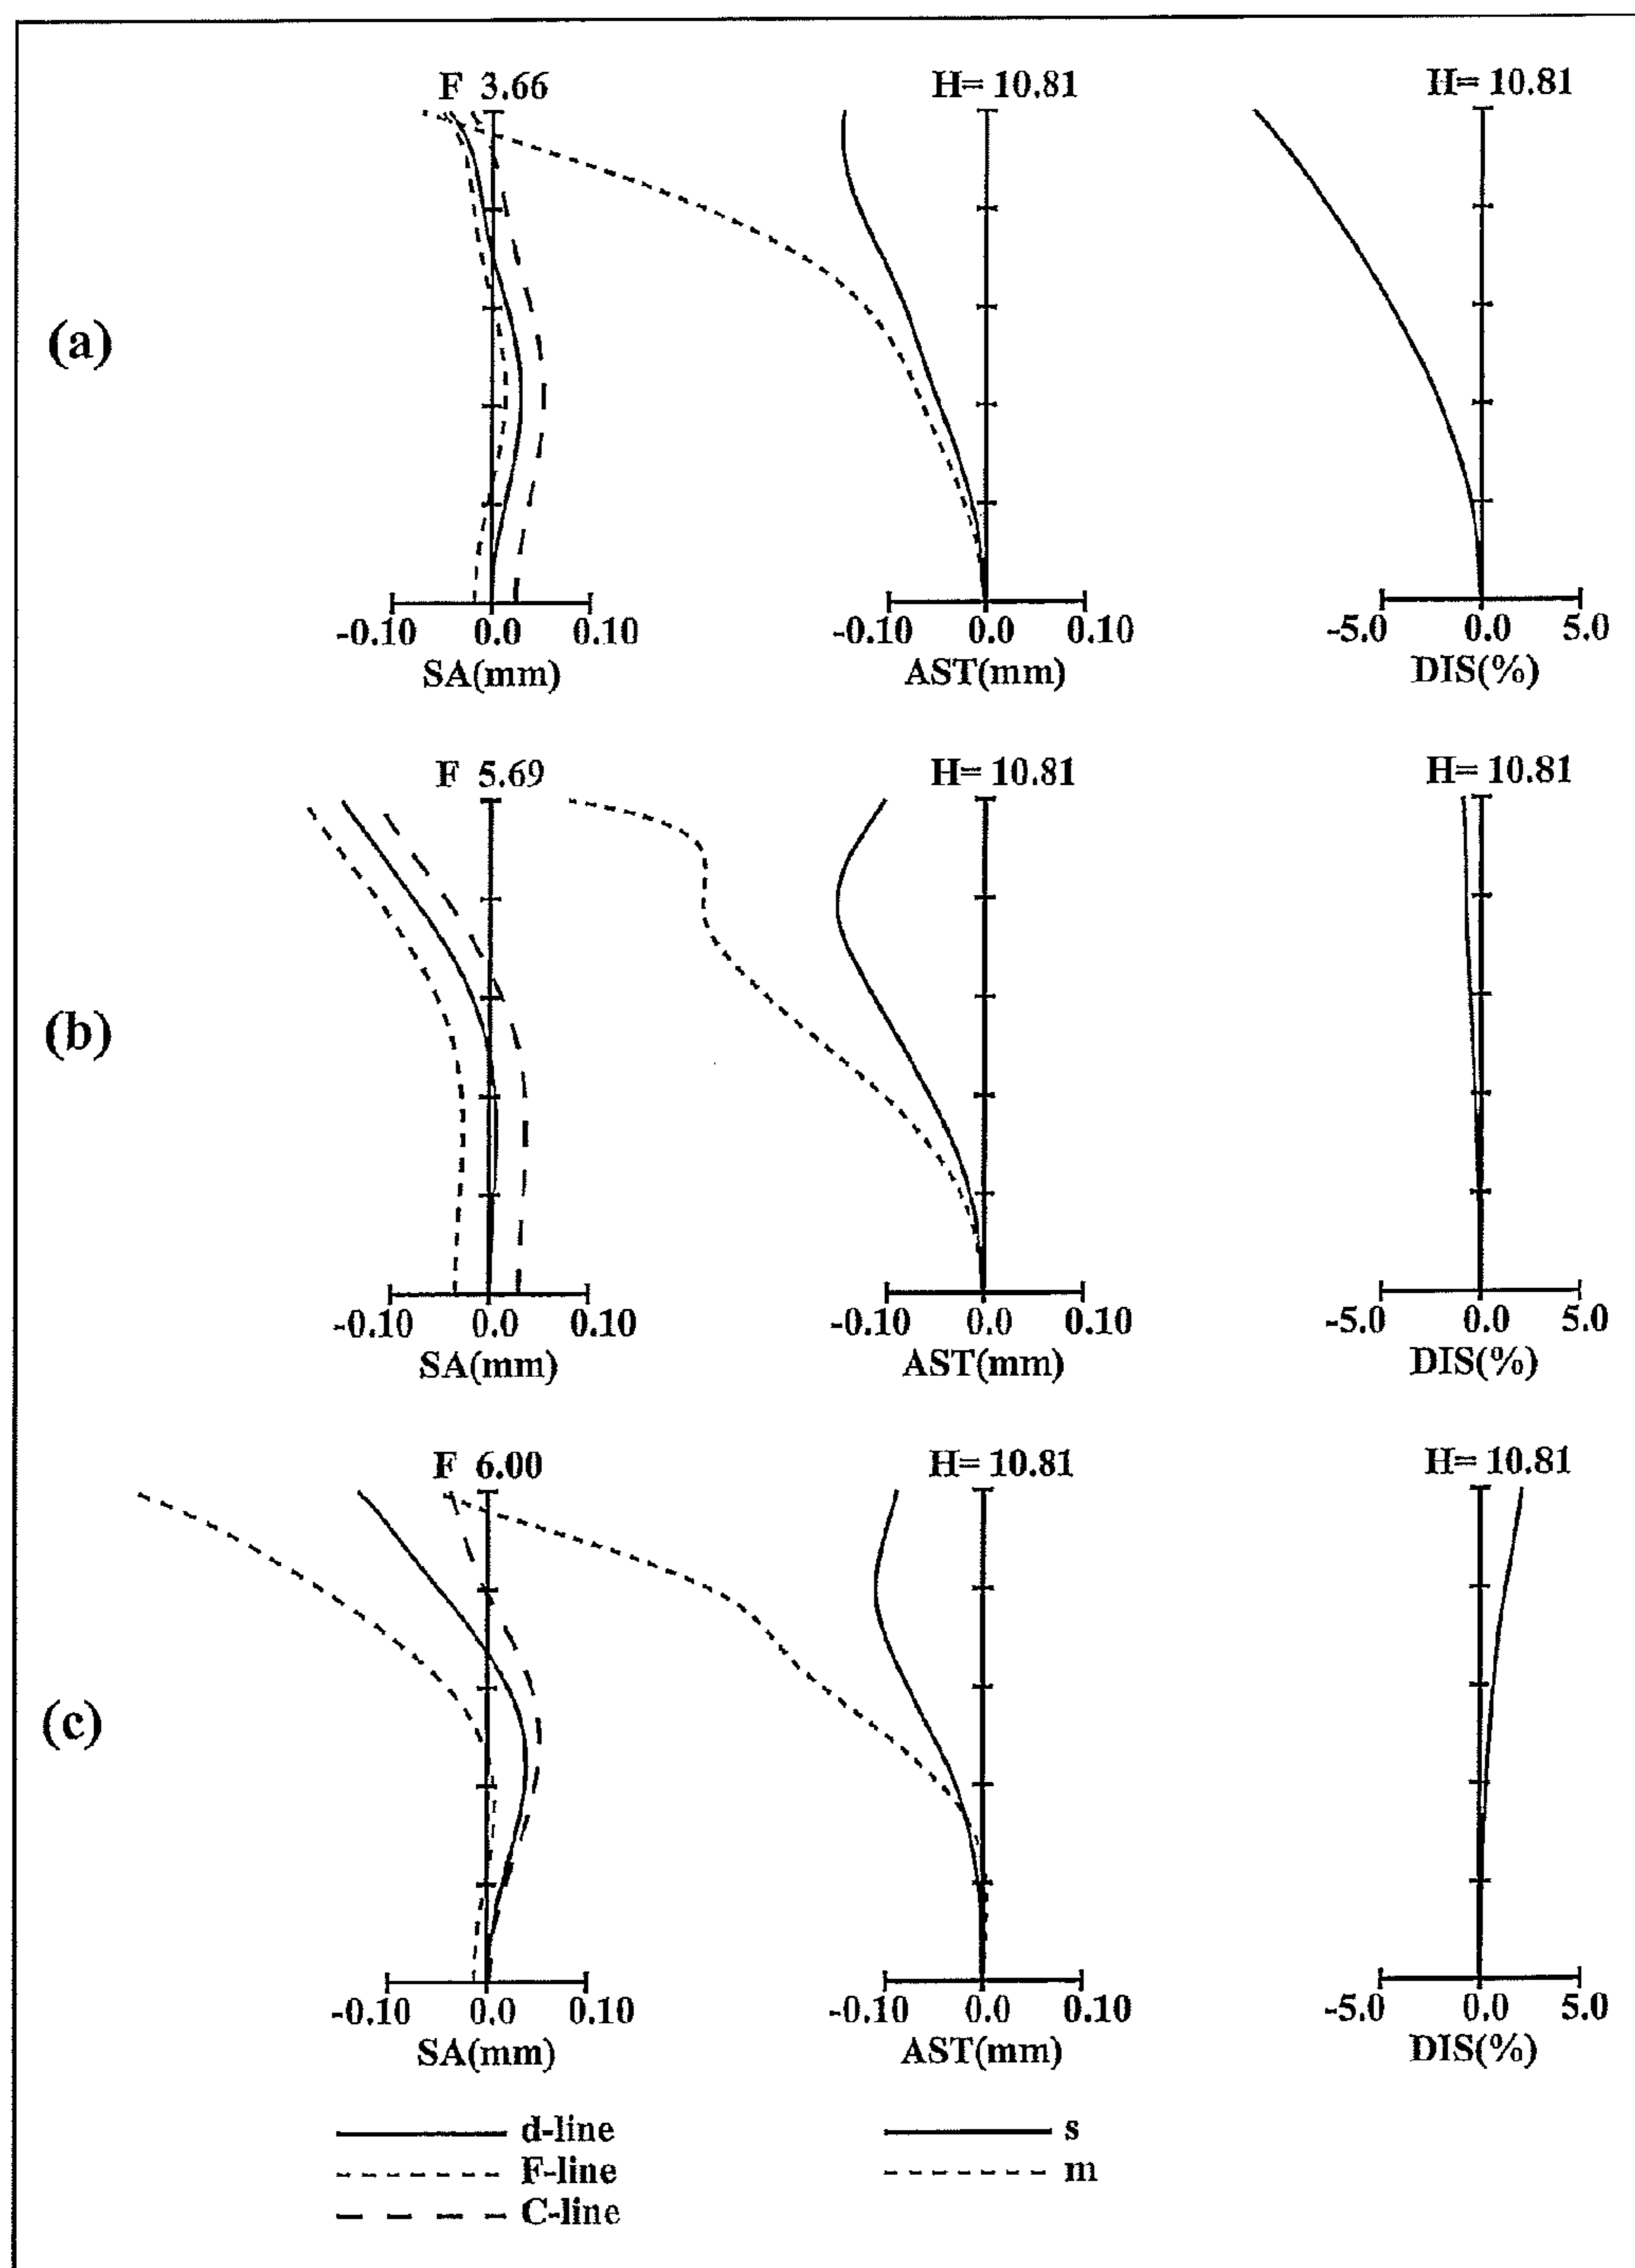 F 3.66 H= 10.81 H= 10.81
(a)
-0.10 0.0 0.10 -0.10 0.0 0.10 -5.0 0.0 5.0
SA(mm) AST(mm) DIS(%)
F 5.69 H= 10.81 H= 10.81
(b)
-0.10 0.0 0.10 -0.10 0.0 0.10 -5.0 0.0 5.0
SA(mm) AST(mm) DIS(%)
F 6.00 H= 10.81 H= 10.81
(c)
-0.10 0.0 0.10 -0.10 0.0 0.10 -5.0 0.0 5.0
SA(mm) AST(mm) DIS(%)
d-line s
F-line m
C-line